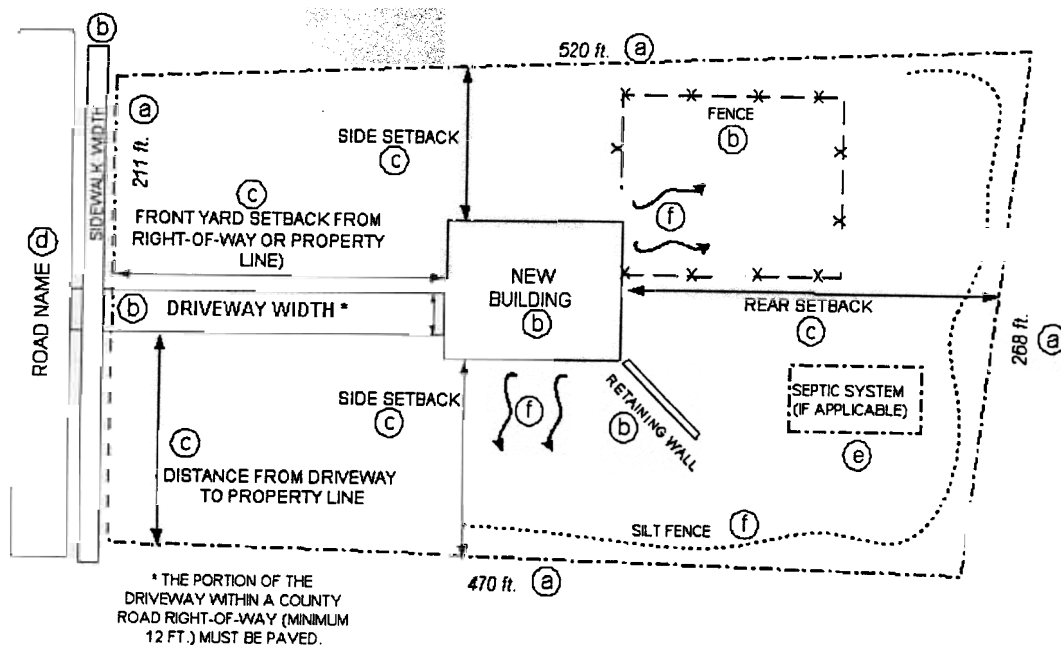 b
520 ft. a
a
211 ft.
SIDEWALK WIDTH
SIDE SETBACK
c
FENCE
b
c
FRONT YARD SETBACK FROM
RIGHT-OF-WAY OR PROPERTY
LINE)
f
ROAD NAME d
NEW
BUILDING
b
b DRIVEWAY WIDTH *
REAR SETBACK
c
268 ft. a
SIDE SETBACK
c
f
RETAINING WALL
b
SEPTIC SYSTEM
(IF APPLICABLE)
e
c
DISTANCE FROM DRIVEWAY
TO PROPERTY LINE
SILT FENCE f
470 ft. a
* THE PORTION OF THE
DRIVEWAY WITHIN A COUNTY
ROAD RIGHT-OF-WAY (MINIMUM
12 FT.) MUST BE PAVED.